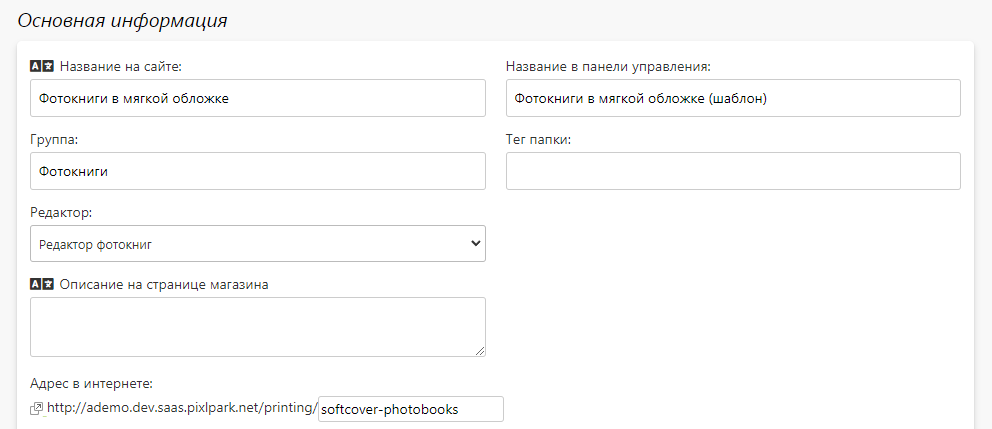 Основная информация
Название на сайте:
Название в панели управления:
Фотокниги в мягкой обложке
Фотокниги в мягкой обложке (шаблон)
Группа:
Тег папки:
Фотокниги
Редактор:
Редактор фотокниг
Описание на странице магазина
Адрес в интернете:
http://ademo.dev.saas.pixlpark.net/printing/ softcover-photobooks